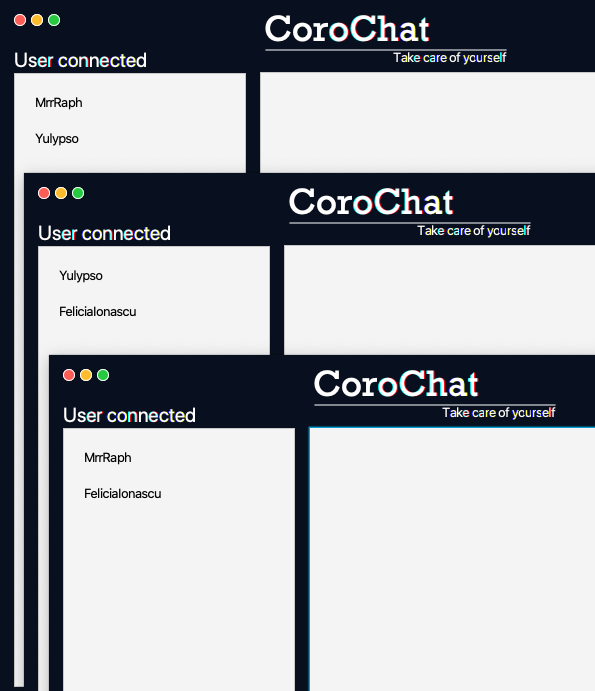 CoroChat
Take care of yourself
User connected
MrrRaph
Yulypso
CoroChat
Take care of yourself
User connected
Yulypso
FeliciaIonascu
CoroChat
Take care of yourself
User connected
MrrRaph
FeliciaIonascu